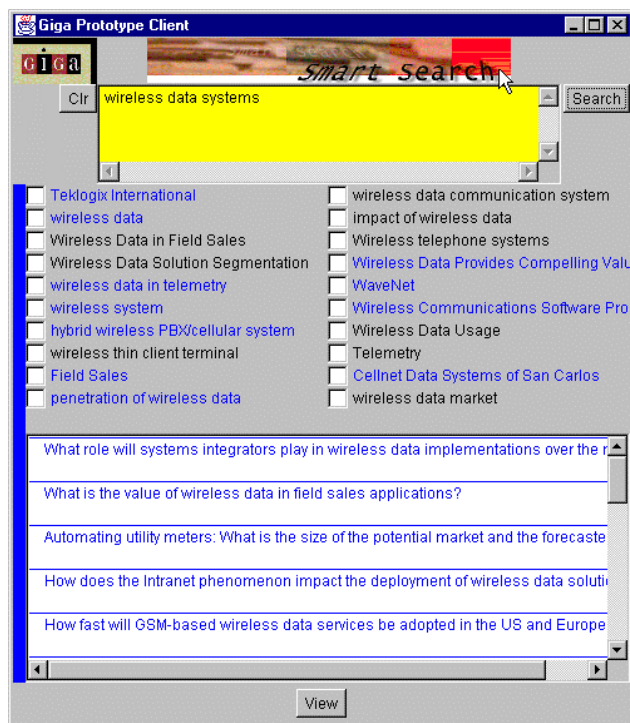 Giga Prototype Client
GiGa
Smart Search
Clr
wireless data systems
Search
Teklogix International
wireless data
Wireless Data in Field Sales
Wireless Data Solution Segmentation
wireless data in telemetry
wireless system
hybrid wireless PBX/cellular system
wireless thin client terminal
Field Sales
penetration of wireless data
wireless data communication system
impact of wireless data
Wireless telephone systems
Wireless Data Provides Compelling Valu
WaveNet
Wireless Communications Software Pro
Wireless Data Usage
Telemetry
Cellnet Data Systems of San Carlos
wireless data market
What role will systems integrators play in wireless data implementations over the
What is the value of wireless data in field sales applications?
Automating utility meters: What is the size of the potential market and the forecaste
How does the Intranet phenomenon impact the deployment of wireless data soluti
How fast will GSM-based wireless data services be adopted in the US and Europe
View